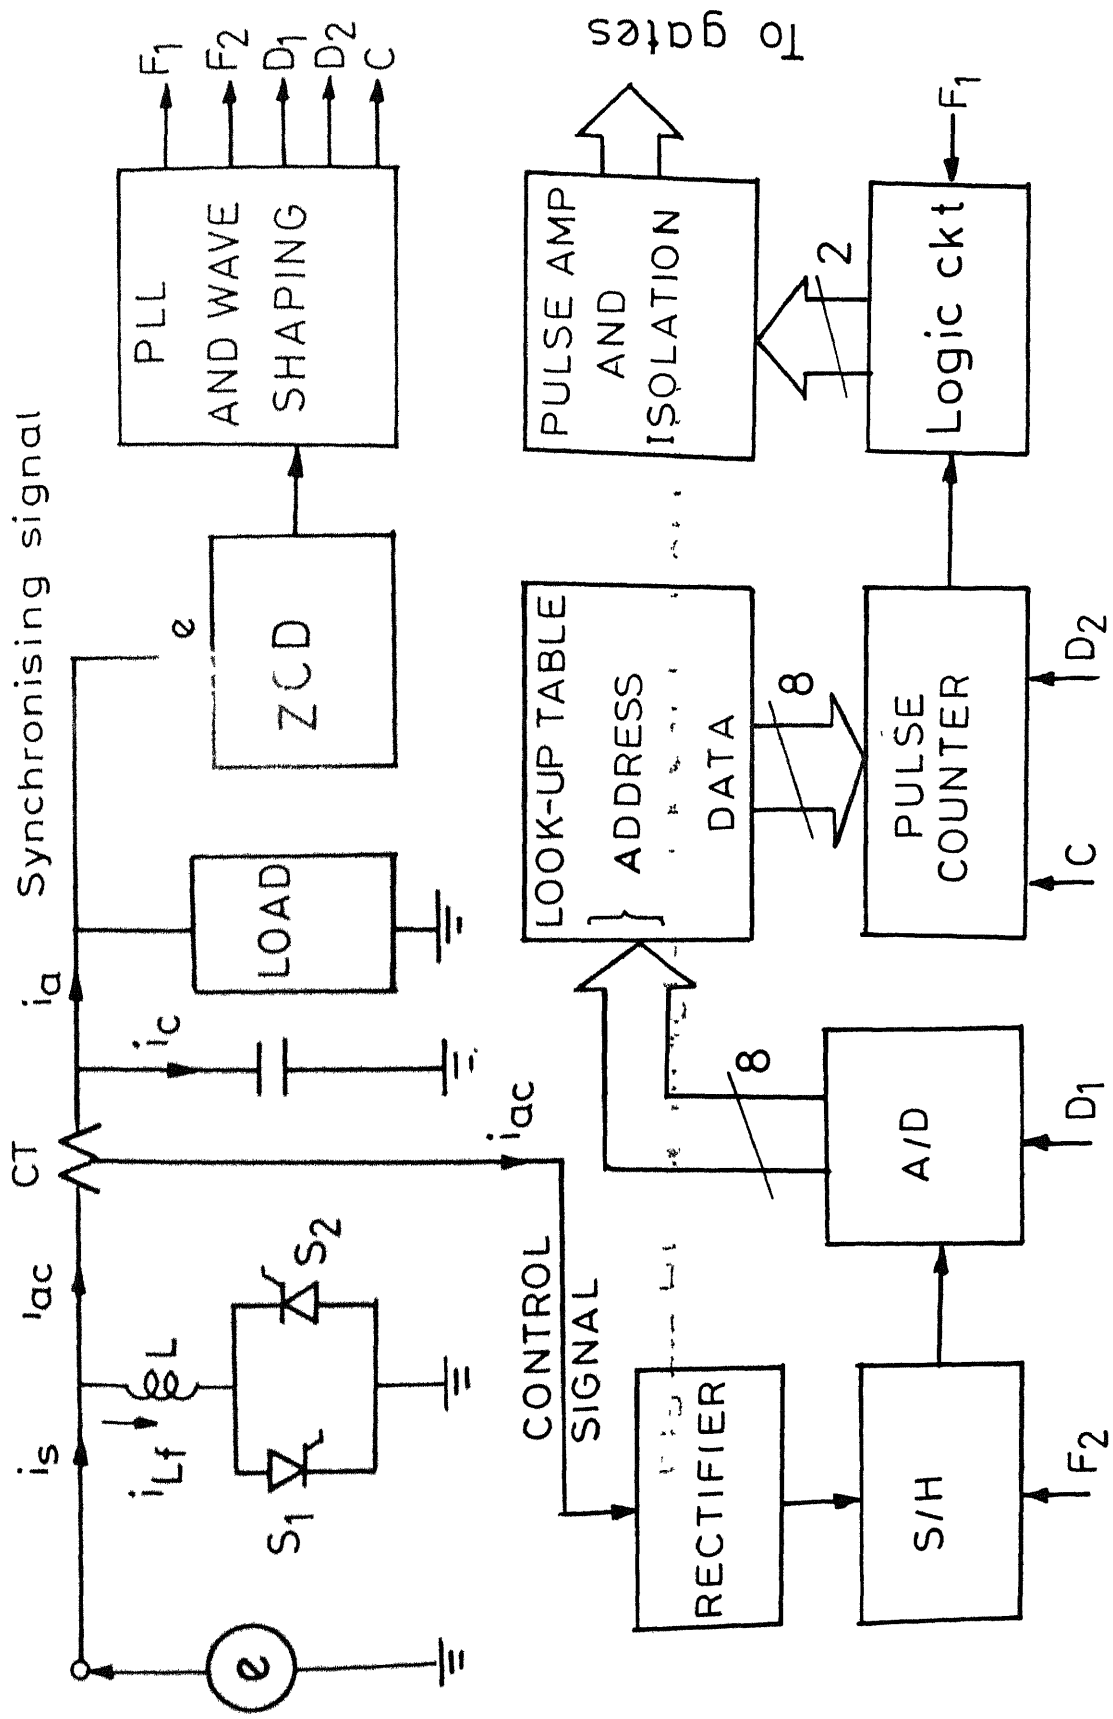 Synchronising signal
is
iac
CT
ia
ic
iLf
L
S1
S2
e
LOAD
e
ZCD
PLL
AND WAVE
SHAPING
F1
F2
D1
D2
C
iac
CONTROL
SIGNAL
RECTIFIER
S/H
F2
A/D
D1
8
LOOK-UP TABLE
ADDRESS
DATA
8
PULSE
COUNTER
C
D2
Logic ckt
F1
2
PULSE AMP
AND
ISOLATION
To gates